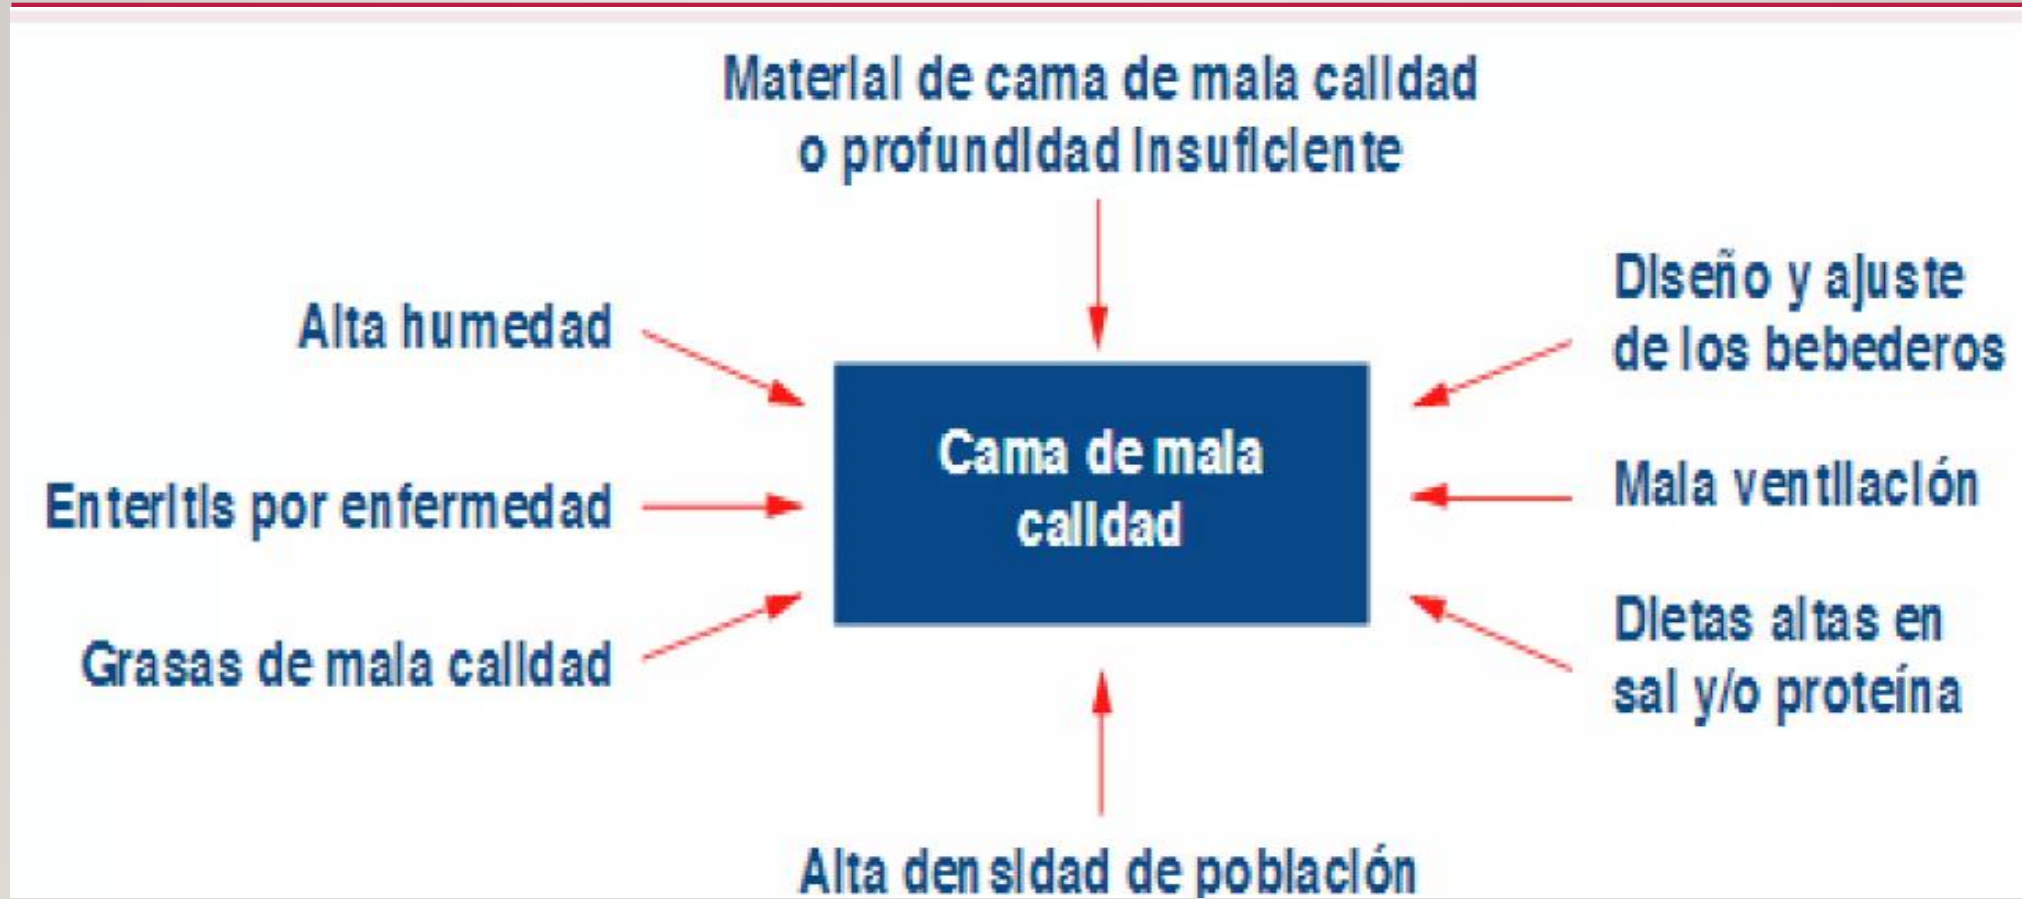 Material de cama de mala calidad
o profundidad insuficiente
Alta humedad
Enteritis por enfermedad
Grasas de mala calidad
Cama de mala
calidad
Diseño y ajuste
de los bebederos
Mala ventilación
Dietas altas en
sal y/o proteína
Alta densidad de población